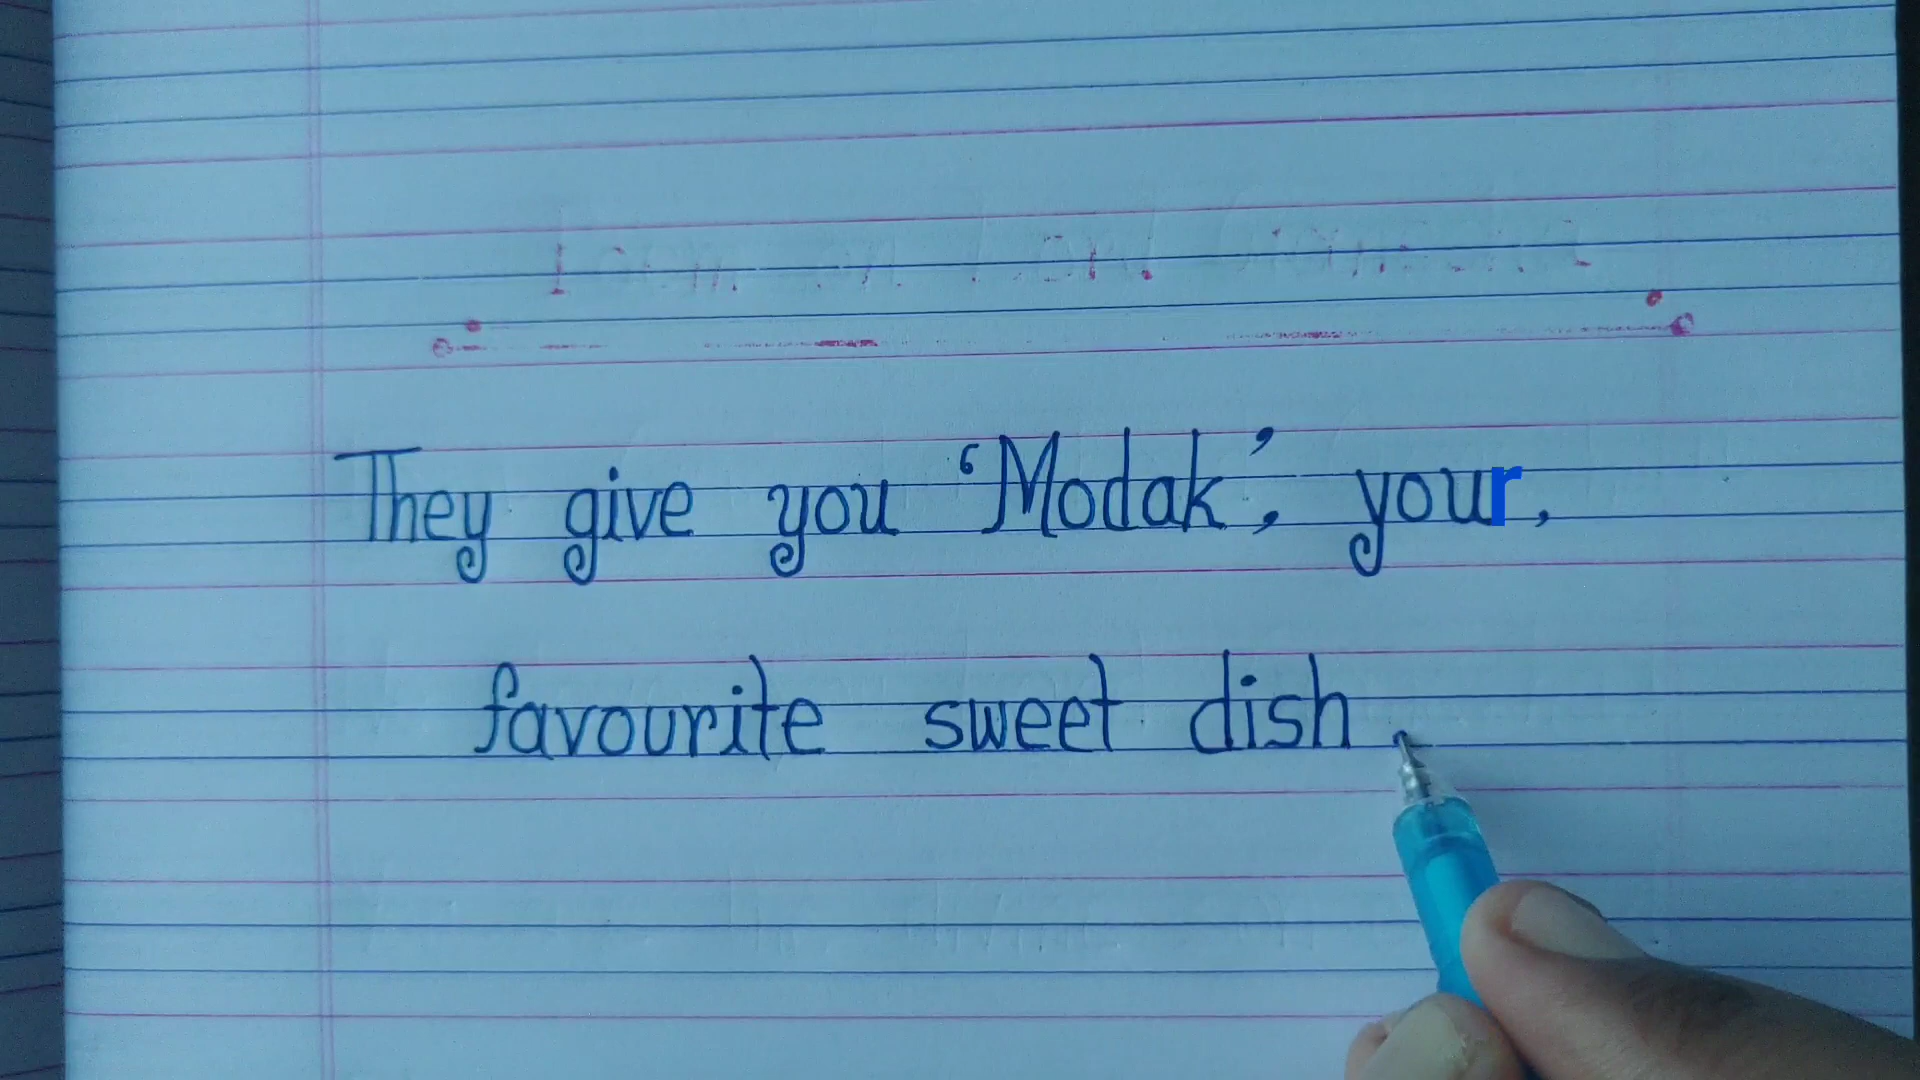 They give you ‘Modak’, your,
favourite sweet dish.